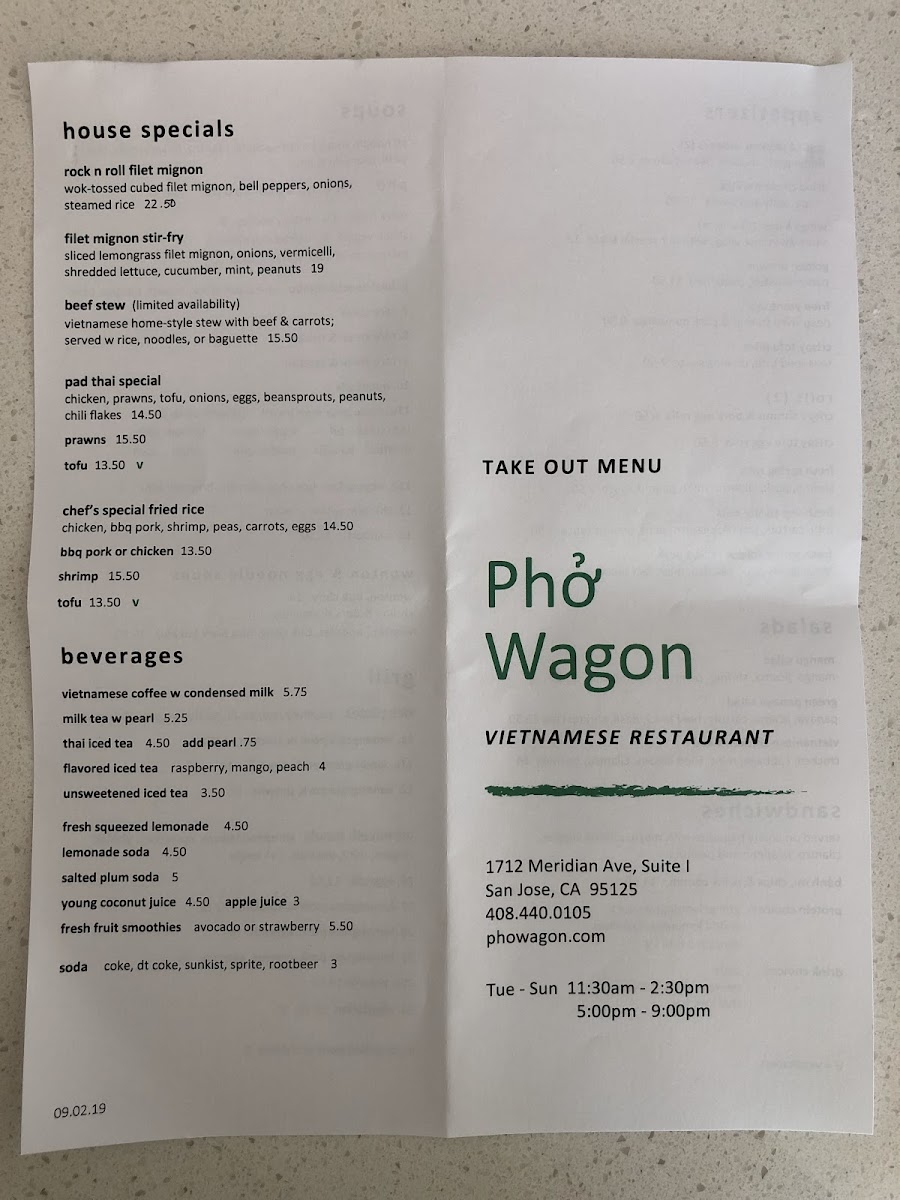 house specials
rock n roll filet mignon
wok-tossed cubed filet mignon, bell peppers, onions,
steamed rice 22.50
filet mignon stir-fry
sliced lemongrass filet mignon, onions, vermicelli,
shredded lettuce, cucumber, mint, peanuts 19
beef stew (limited availability)
vietnamese home-style stew with beef & carrots;
served w rice, noodles, or baguette 15.50
pad thai special
chicken, prawns, tofu, onions, eggs, beansprouts, peanuts,
chili flakes 14.50
prawns 15.50
tofu 13.50 v
chef's special fried rice
chicken, bbq pork, shrimp, peas, carrots, eggs 14.50
bbq pork or chicken 13.50
shrimp 15.50
tofu 13.50 v
beverages
vietnamese coffee w condensed milk 5.75
milk tea w pearl 5.25
thai iced tea 4.50 add pearl .75
flavored iced tea raspberry, mango, peach 4
unsweetened iced tea 3.50
fresh squeezed lemonade 4.50
lemonade soda 4.50
salted plum soda 5
young coconut juice 4.50 apple juice 3
fresh fruit smoothies avocado or strawberry 5.50
soda coke, dt coke, sunkist, sprite, rootbeer 3
09.02.19
TAKE OUT MENU
Phở
Wagon
VIETNAMESE RESTAURANT
1712 Meridian Ave, Suite I
San Jose, CA 95125
408.440.0105
phowagon.com
Tue - Sun 11:30am - 2:30pm
5:00pm - 9:00pm